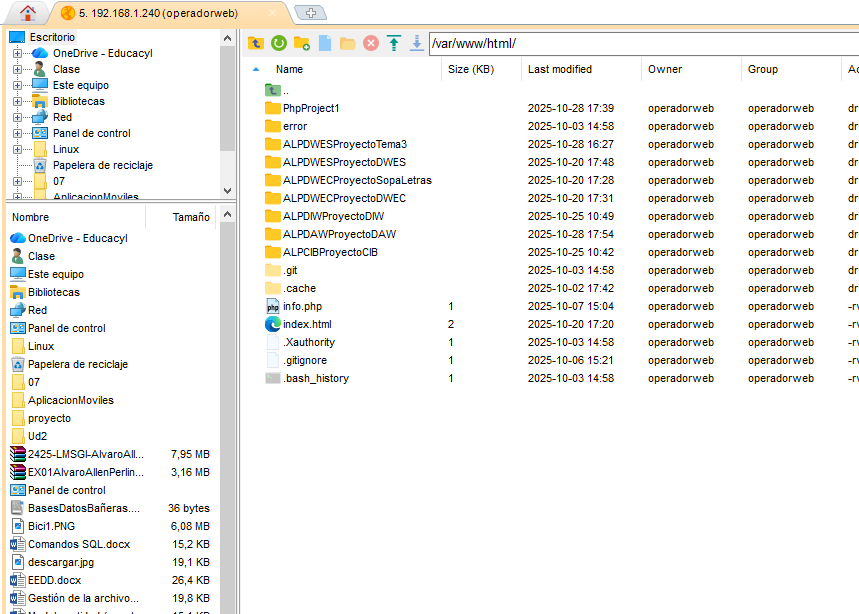 5. 192.168.1.240 (operadorweb)
Escritorio
OneDrive - Educacyl
Clase
Este equipo
Bibliotecas
Red
Panel de control
Linux
Papelera de reciclaje
07
AplicacionMoviles
Nombre Tamaño
OneDrive - Educacyl
Clase
Este equipo
Bibliotecas
Red
Panel de control
Linux
Papelera de reciclaje
07
AplicacionMoviles
proyecto
Ud2
2425-LMSGI-AlvaroAll... 7,95 MB
EX01AlvaroAllenPerlin... 3,16 MB
Panel de control
BasesDatosBañeras.... 36 bytes
Bici1.PNG 6,08 MB
Comandos SQL.docx 15,2 KB
descargar.jpg 19,1 KB
EEDD.docx 26,4 KB
Gestión de la archivo... 19,8 KB
/var/www/html/
Name Size (KB) Last modified Owner Group Ac
..
PhpProject1 2025-10-28 17:39 operadorweb operadorweb dr
error 2025-10-03 14:58 operadorweb operadorweb dr
ALPDWESProyectoTema3 2025-10-28 16:27 operadorweb operadorweb dr
ALPDWESProyectoDWES 2025-10-20 17:48 operadorweb operadorweb dr
ALPDWECProyectoSopaLetras 2025-10-20 17:28 operadorweb operadorweb dr
ALPDWECProyectoDWEC 2025-10-20 17:31 operadorweb operadorweb dr
ALPDIWProyectoDIW 2025-10-25 10:49 operadorweb operadorweb dr
ALPDAWProyectoDAW 2025-10-28 17:54 operadorweb operadorweb dr
ALPCIBProyectoCIB 2025-10-25 10:42 operadorweb operadorweb dr
.git 2025-10-03 14:58 operadorweb operadorweb dr
.cache 2025-10-02 17:42 operadorweb operadorweb dr
info.php 1 2025-10-07 15:04 operadorweb operadorweb -rv
index.html 2 2025-10-20 17:20 operadorweb operadorweb -rv
.Xauthority 1 2025-10-03 14:58 operadorweb operadorweb -rv
.gitignore 1 2025-10-06 15:21 operadorweb operadorweb -rv
.bash_history 1 2025-10-03 14:58 operadorweb operadorweb -rv